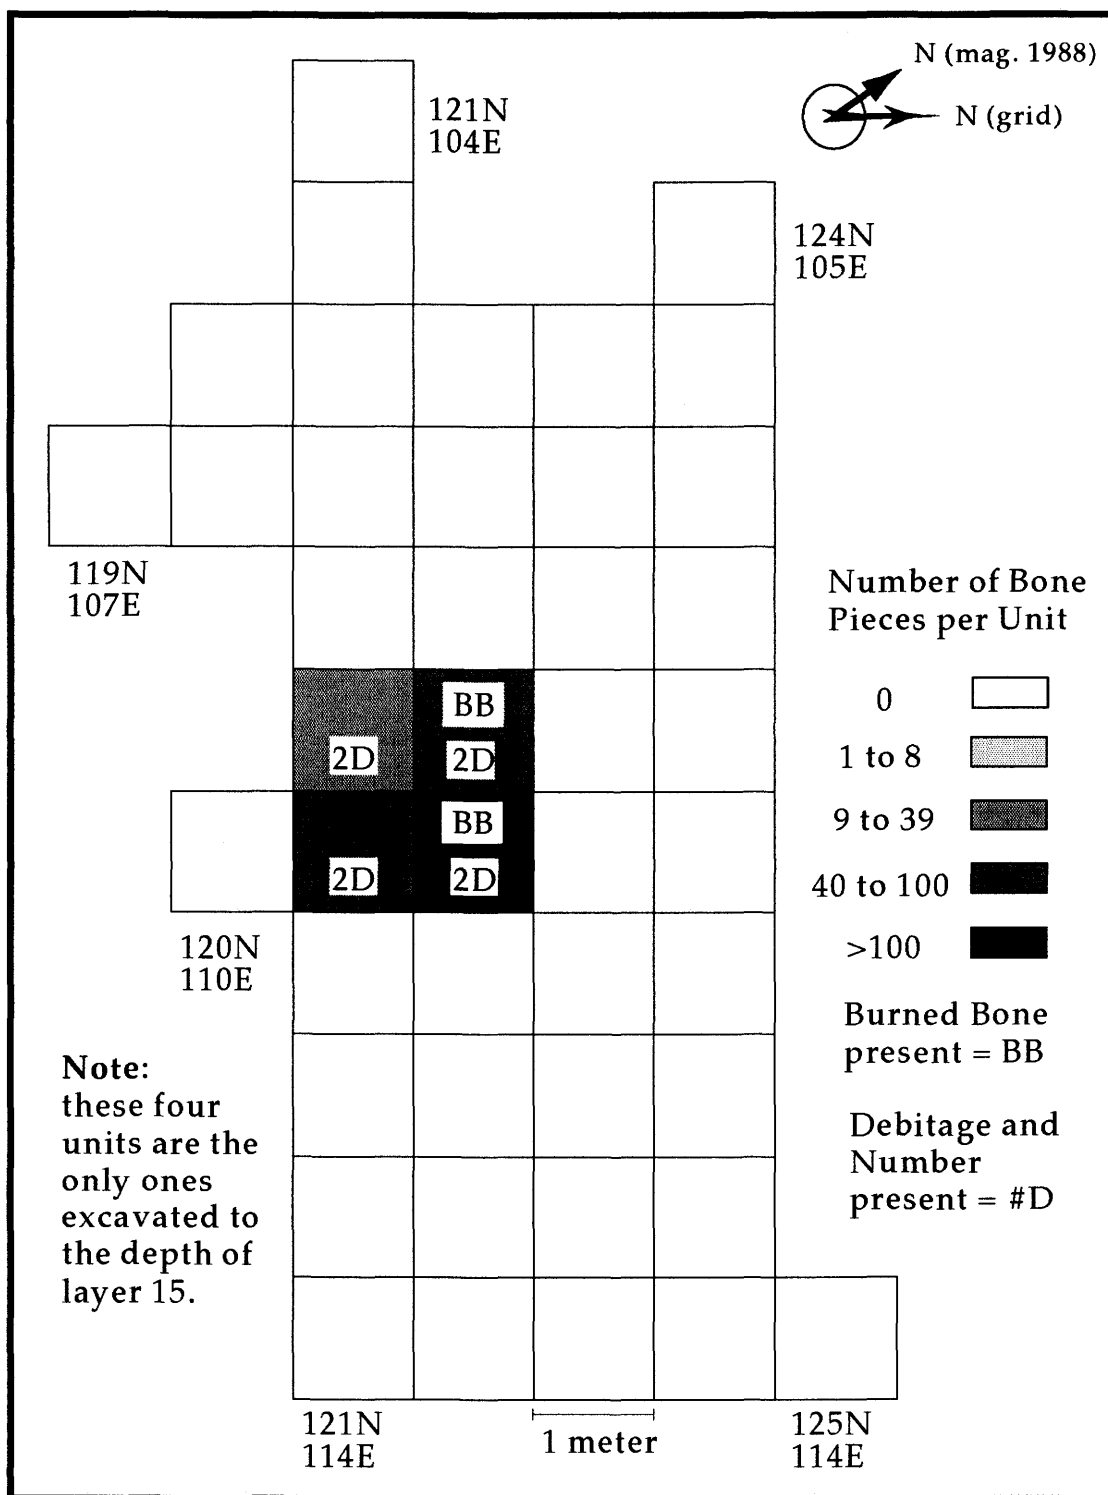 N (mag. 1988)
N (grid)
121N
104E
124N
105E
119N
107E
Number of Bone
Pieces per Unit
0
1 to 8
9 to 39
40 to 100
>100
BB
2D
2D
BB
2D
2D
120N
110E
Burned Bone
present = BB
Debitage and
Number
present = #D
Note:
these four
units are the
only ones
excavated to
the depth of
layer 15.
121N
114E
1 meter
125N
114E